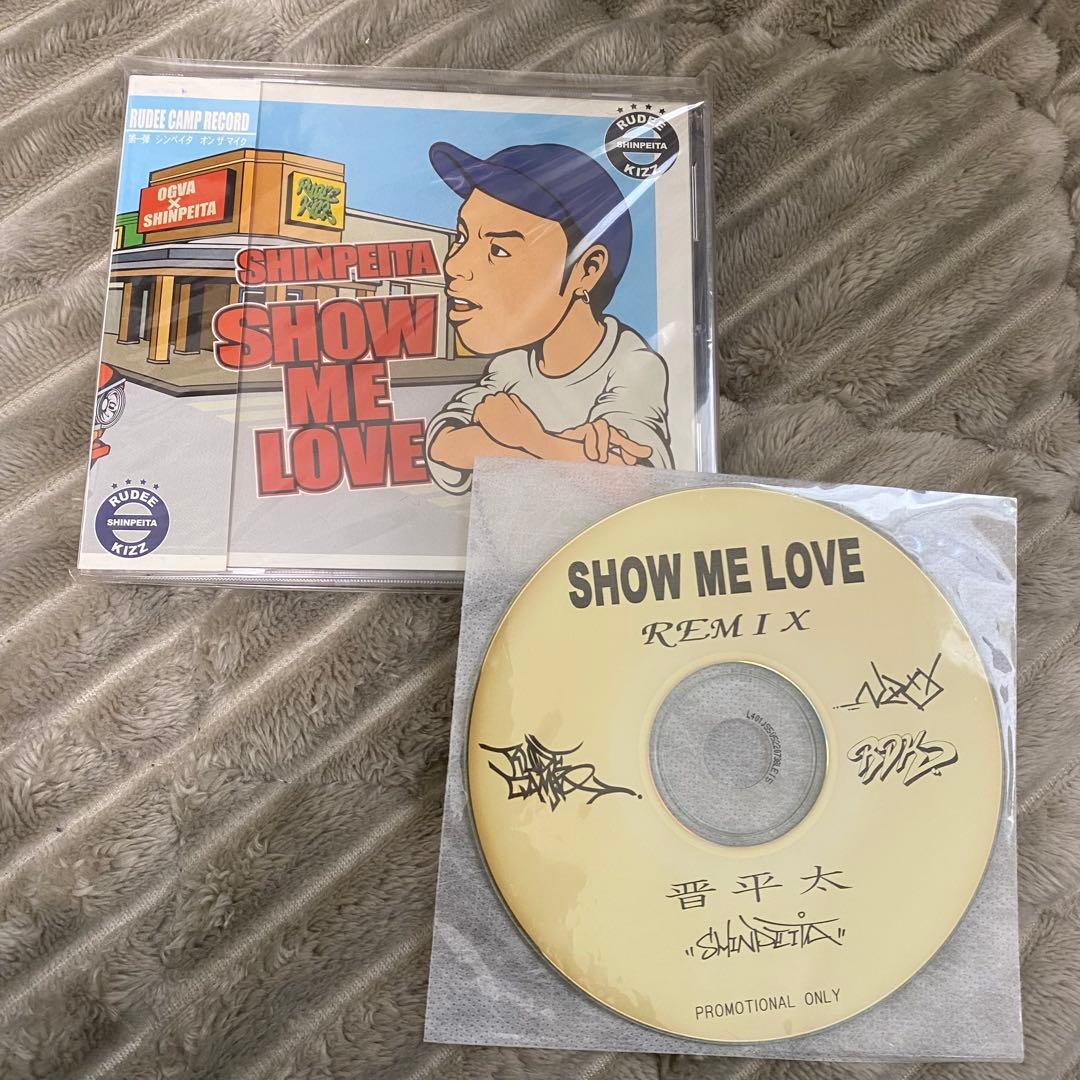 RUDEE CAMP RECORD
第一弾 シンペイタ オン ザ マイク
RUDEE
SHINPEITA
KIZZ
OGVA
×
SHINPEITA
SHINPEITA
SHOW
ME
LOVE
RUDEE
SHINPEITA
KIZZ
SHOW ME LOVE
REMIX
晋平太
"SHINPEITA"
PROMOTIONAL ONLY